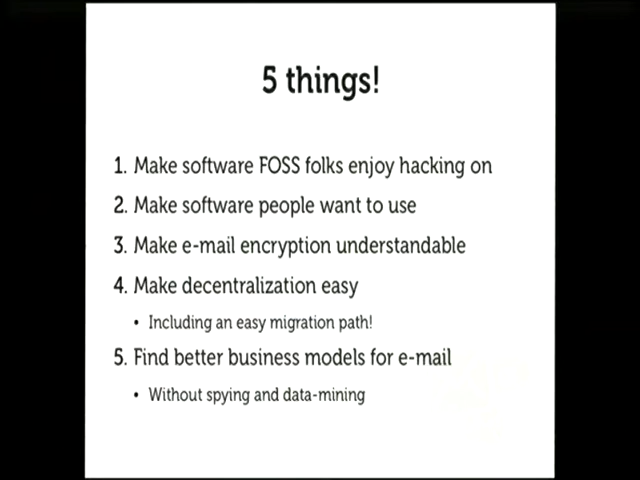 5 things!
1. Make software FOSS folks enjoy hacking on
2. Make software people want to use
3. Make e-mail encryption understandable
4. Make decentralization easy
• Including an easy migration path!
5. Find better business models for e-mail
• Without spying and data-mining